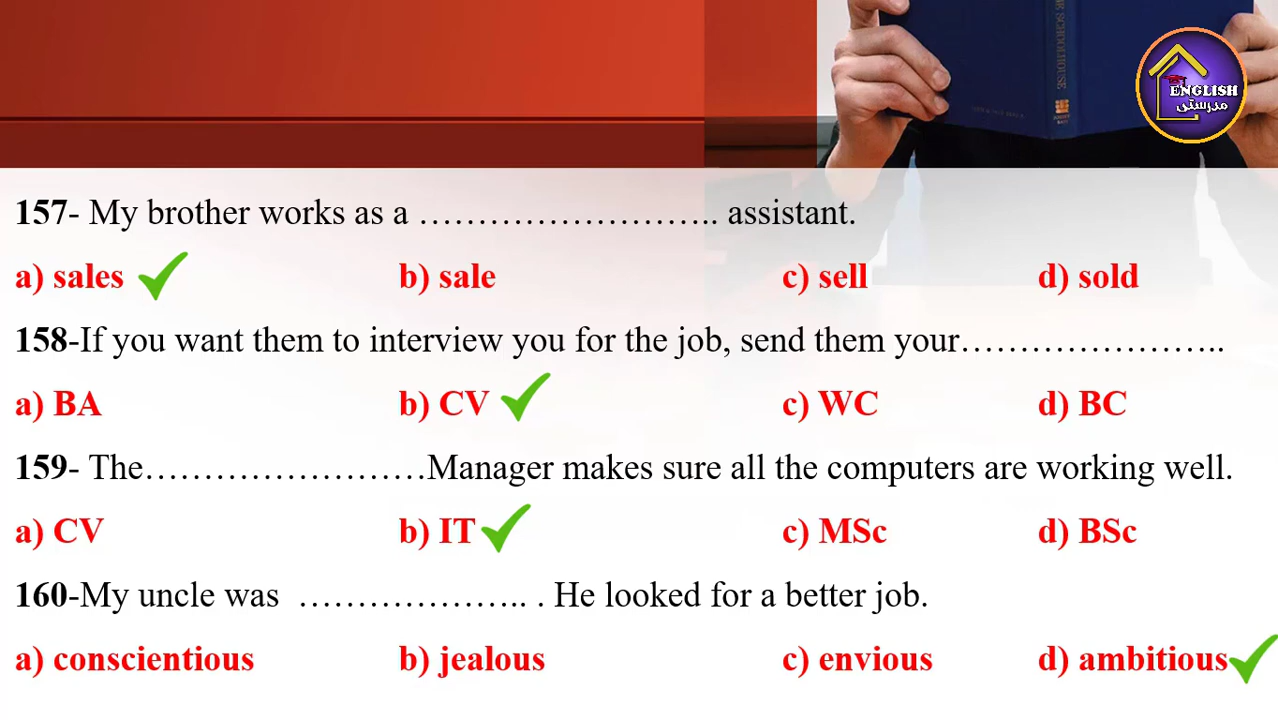 ENGLISH
مدرستى
157- My brother works as a …………………….. assistant.
a) sales b) sale c) sell d) sold
158-If you want them to interview you for the job, send them your…………………..
a) BA b) CV c) WC d) BC
159- The……………………Manager makes sure all the computers are working well.
a) CV b) IT c) MSc d) BSc
160-My uncle was ……………….. . He looked for a better job.
a) conscientious b) jealous c) envious d) ambitious